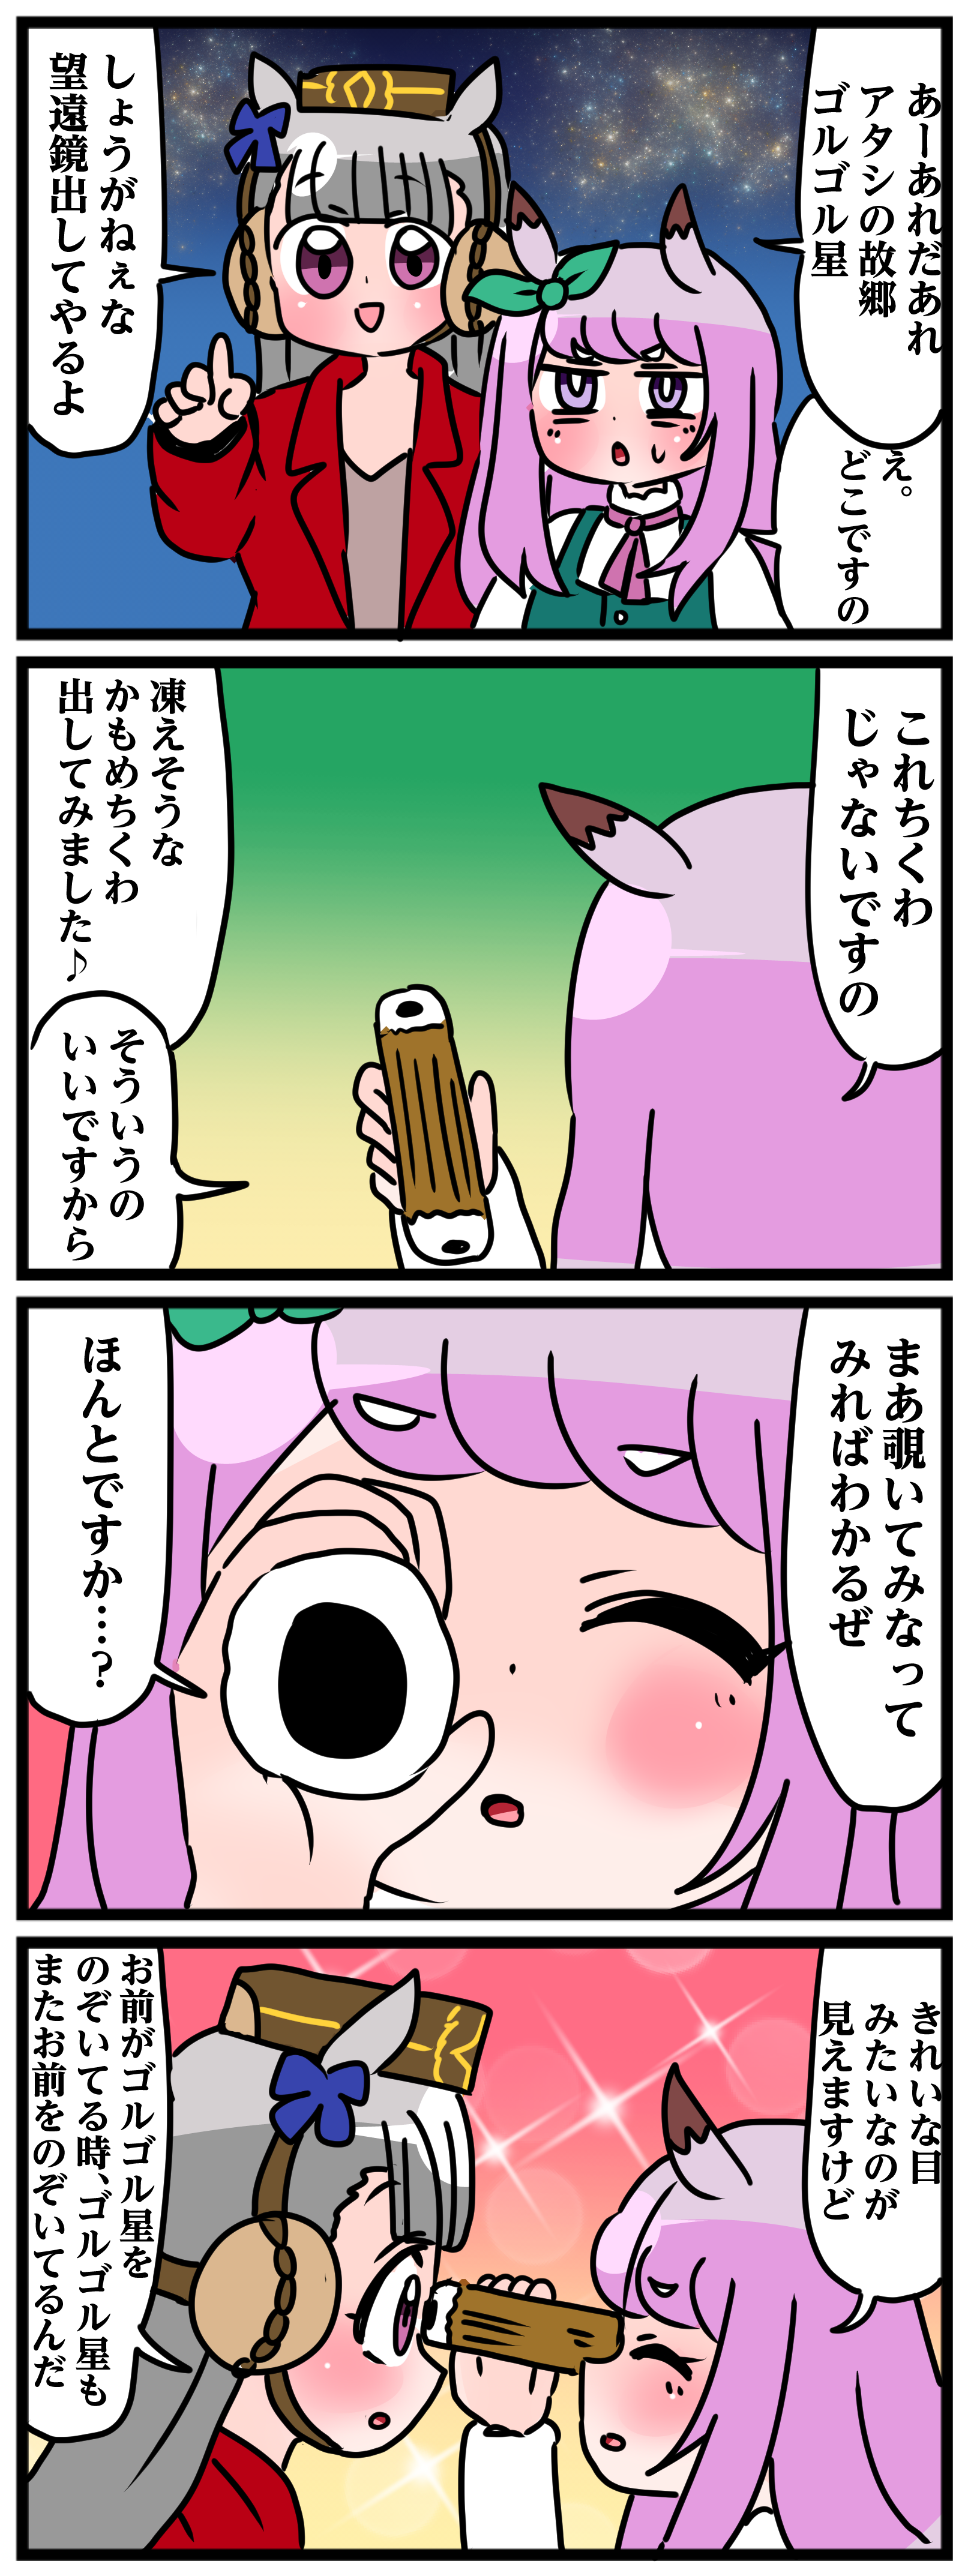 あーあれだあれ
アタシの故郷
ゴルゴル星
え。
どこですの
しょうがねぇな
望遠鏡出してやるよ
これちくわ
じゃないですの
凍えそうな
かもめちくわ
出してみました♪
そういうの
いいですから
まあ覗いてみなって
みればわかるぜ
ほんとですか…?
きれいな目
みたいなのが
見えますけど
お前がゴルゴル星を
のぞいてる時、ゴルゴル星も
またお前をのぞいてるんだ